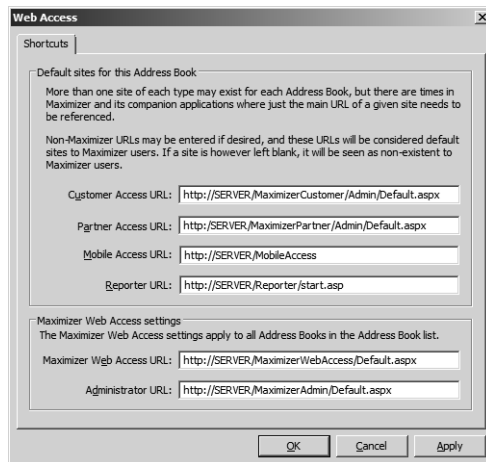 Web Access
Shortcuts
Default sites for this Address Book
More than one site of each type may exist for each Address Book, but there are times in
Maximizer and its companion applications where just the main URL of a given site needs to
be referenced.
Non-Maximizer URLs may be entered if desired, and these URLs will be considered default
sites to Maximizer users. If a site is however left blank, it will be seen as non-existent to
Maximizer users.
Customer Access URL: http://SERVER/MaximizerCustomer/Admin/Default.aspx
Partner Access URL: http:/SERVER/MaximizerPartner/Admin/Default.aspx
Mobile Access URL: http://SERVER/MobileAccess
Reporter URL: http://SERVER/Reporter/start.asp
Maximizer Web Access settings
The Maximizer Web Access settings apply to all Address Books in the Address Book list.
Maximizer Web Access URL: http://SERVER/MaximizerWebAccess/Default.aspx
Administrator URL: http://SERVER/MaximizerAdmin/Default.aspx
OK Cancel Apply